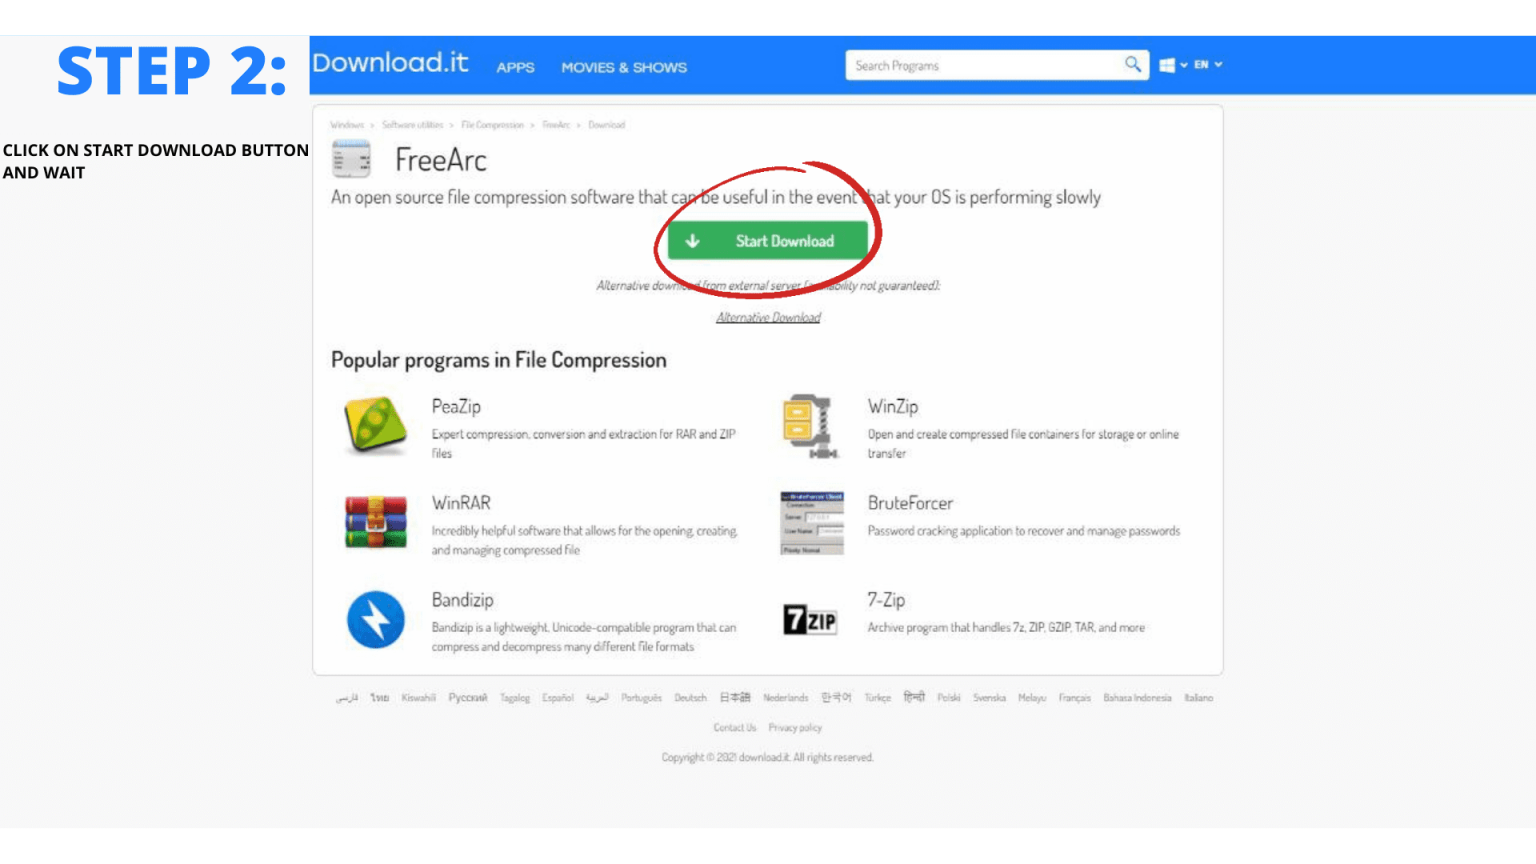 STEP 2:
CLICK ON START DOWNLOAD BUTTON
AND WAIT
Download.it APPS MOVIES & SHOWS Search Programs EN
Windows > Software utilities > File Compression > FreeArc > Download
FreeArc
An open source file compression software that can be useful in the event that your OS is performing slowly
Start Download
Alternative download from external server (availability not guaranteed):
Alternative Download
Popular programs in File Compression
PeaZip
Expert compression, conversion and extraction for RAR and ZIP
files
WinZip
Open and create compressed file containers for storage or online
transfer
WinRAR
Incredibly helpful software that allows for the opening, creating,
and managing compressed file
BruteForcer Client
Connection
BruteForcer
Password cracking application to recover and manage passwords
Bandizip
Bandizip is a lightweight, Unicode-compatible program that can
compress and decompress many different file formats
7 ZIP
7-Zip
Archive program that handles 7z, ZIP, GZIP, TAR, and more
فارسی ไทย Kiswahili Русский Tagalog Español العربية Português Deutsch 日本語 Nederlands 한국어 Türkçe हिन्दी Polski Svenska Melayu Français Bahasa Indonesia Italiano
Contact Us Privacy policy
Copyright © 2021 download.it. All rights reserved.